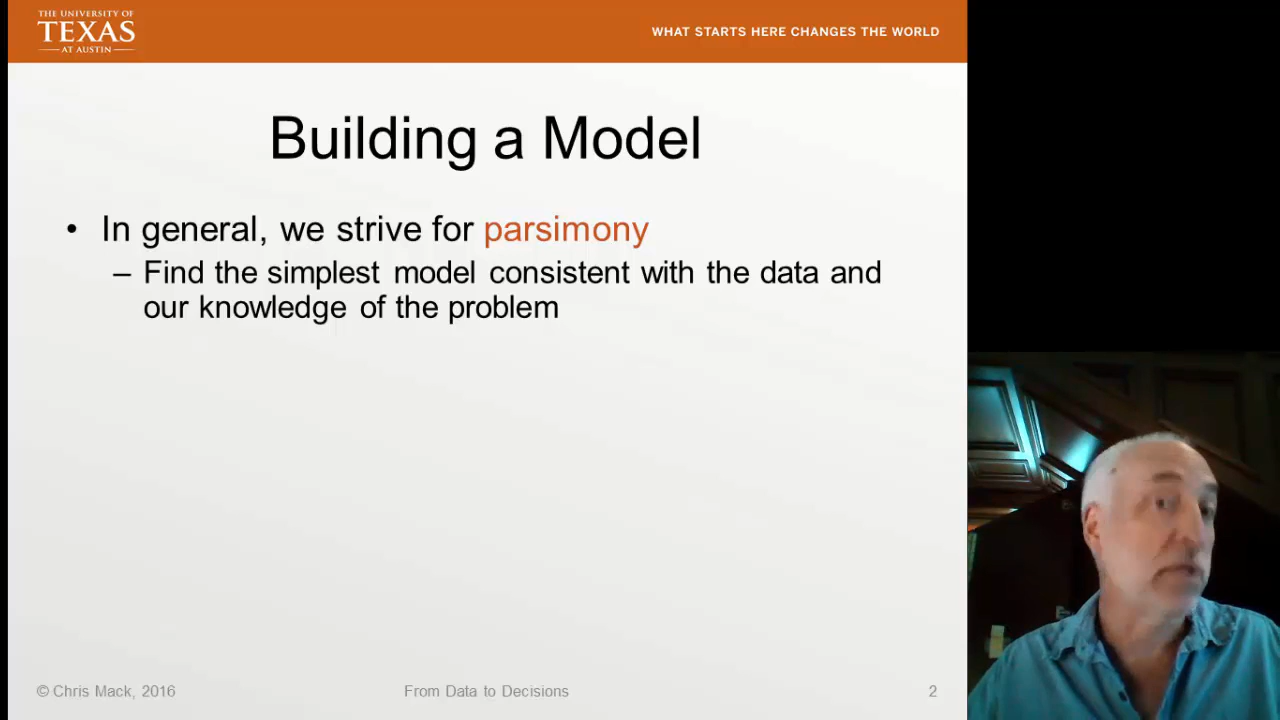 THE UNIVERSITY OF
TEXAS
AT AUSTIN
WHAT STARTS HERE CHANGES THE WORLD
Building a Model
• In general, we strive for parsimony
– Find the simplest model consistent with the data and
our knowledge of the problem
© Chris Mack, 2016
From Data to Decisions
2